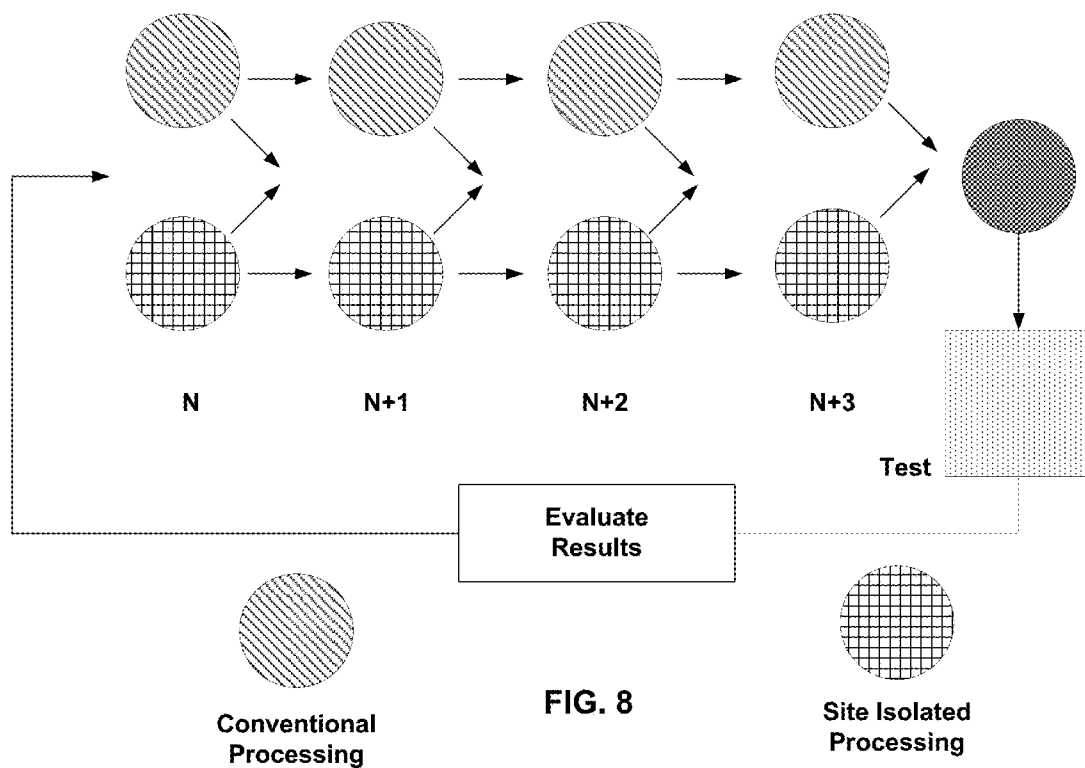 N
N+1
N+2
N+3
Test
Evaluate
Results
Conventional
Processing
FIG. 8
Site Isolated
Processing